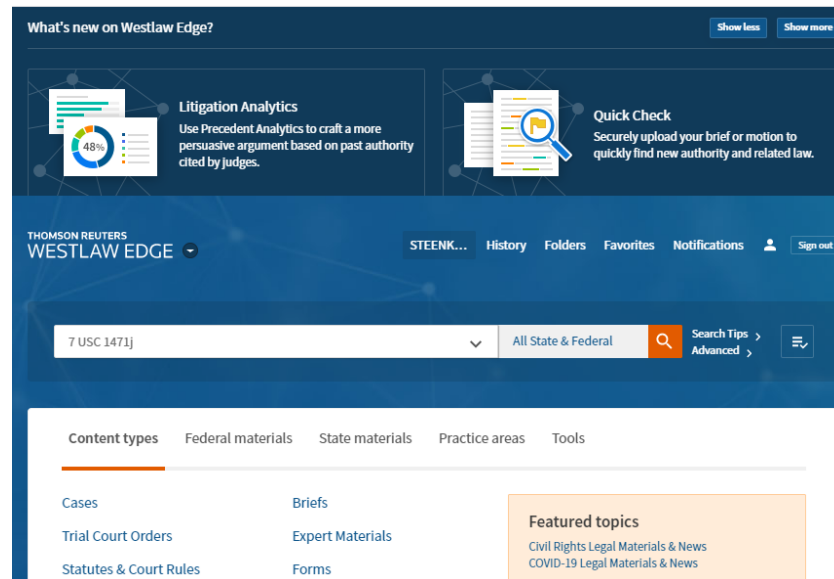 What's new on Westlaw Edge?
Show less
Show more
Litigation Analytics
Use Precedent Analytics to craft a more
persuasive argument based on past authority
cited by judges.
48%
Quick Check
Securely upload your brief or motion to
quickly find new authority and related law.
THOMSON REUTERS
WESTLAW EDGE
STEENK...
History
Folders
Favorites
Notifications
Sign out
7 USC 1471j
All State & Federal
Search Tips
Advanced
Content types
Federal materials
State materials
Practice areas
Tools
Cases
Trial Court Orders
Statutes & Court Rules
Briefs
Expert Materials
Forms
Featured topics
Civil Rights Legal Materials & News
COVID-19 Legal Materials & News